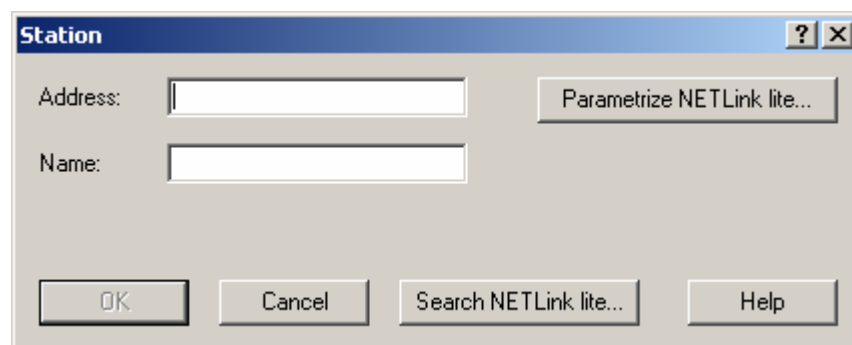 Station
Address:
Parametrize NETLink lite...
Name:
OK
Cancel
Search NETLink lite...
Help